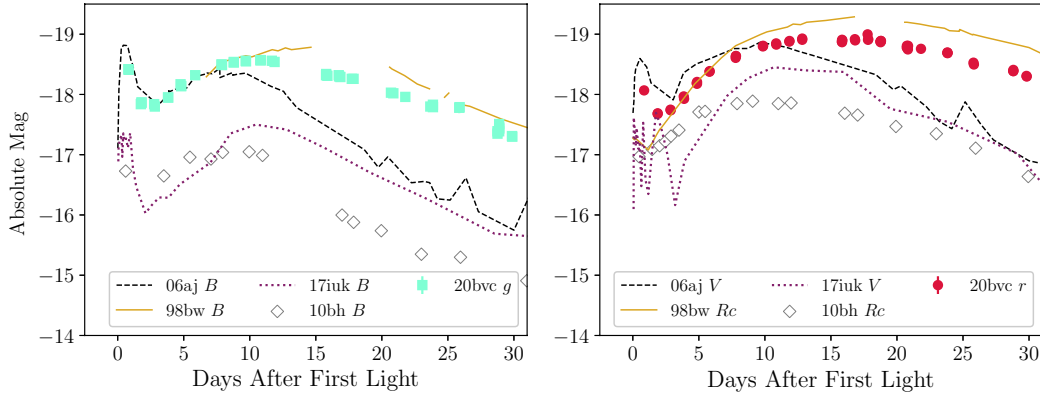 Absolute Mag
−19
−18
−17
−16
−15
−14
06aj B
98bw B
17iuk B
10bh B
20bvc g
0 5 10 15 20 25 30
Days After First Light
−19
−18
−17
−16
−15
−14
06aj V
98bw Rc
17iuk V
10bh Rc
20bvc r
0 5 10 15 20 25 30
Days After First Light